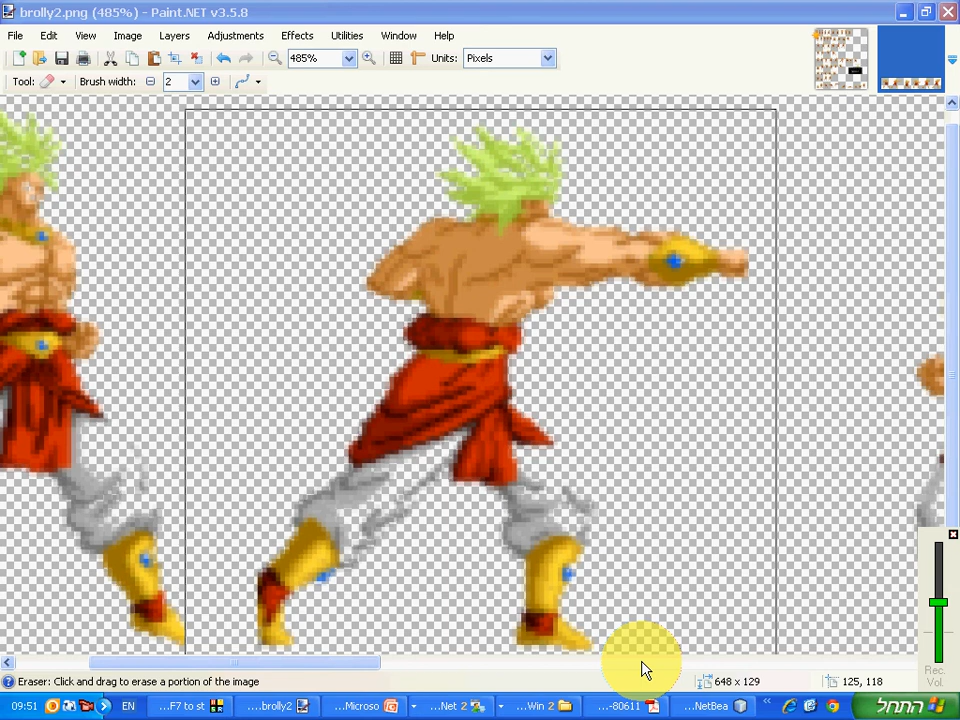 brolly2.png (485%) - Paint.NET v3.5.8
File Edit View Image Layers Adjustments Effects Utilities Window Help
485% Units: Pixels
Tool: Brush width: 2
Rec.
Vol.
Eraser: Click and drag to erase a portion of the image 648 x 129 125, 118
09:51 EN ...F7 to st ...brolly2 ...Microso ...Net 2 ...Win 2 ...-80611 ...NetBea התחל